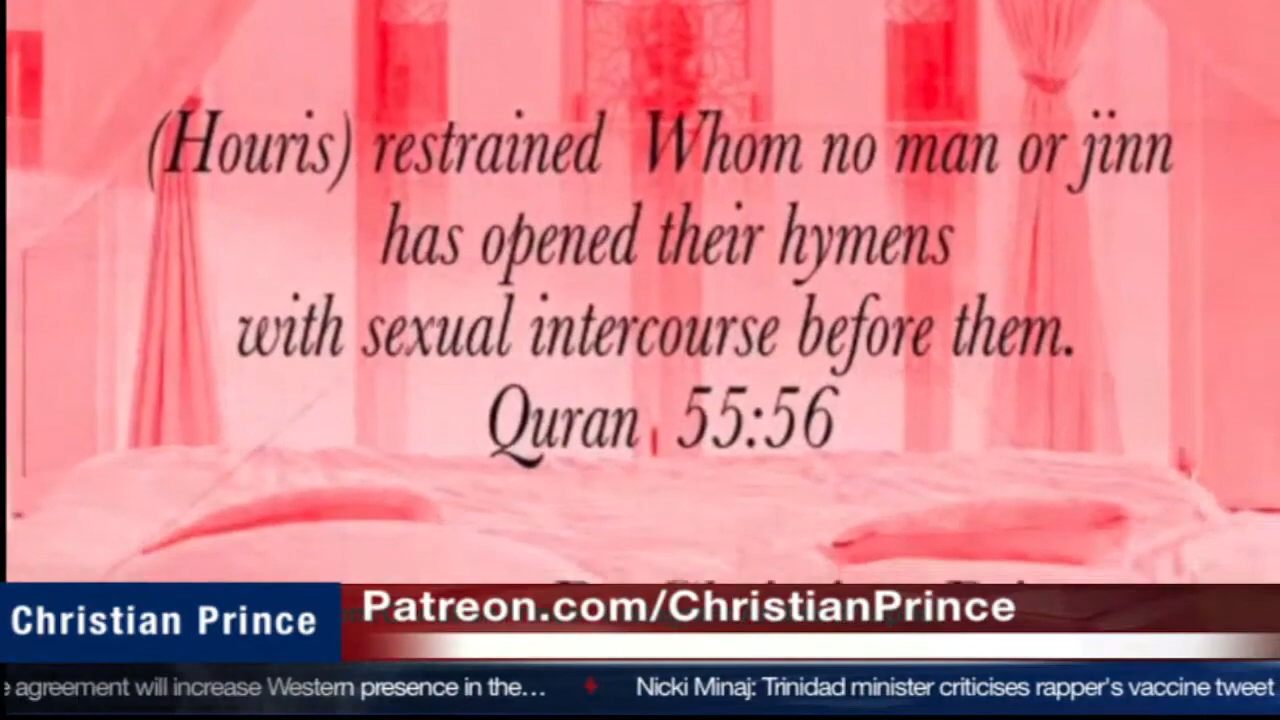 (Houris) restrained Whom no man or jinn
has opened their hymens
with sexual intercourse before them.
Quran 55:56
Christian Prince
Patreon.com/ChristianPrince
agreement will increase Western presence in the... Nicki Minaj: Trinidad minister criticises rapper's vaccine tweet